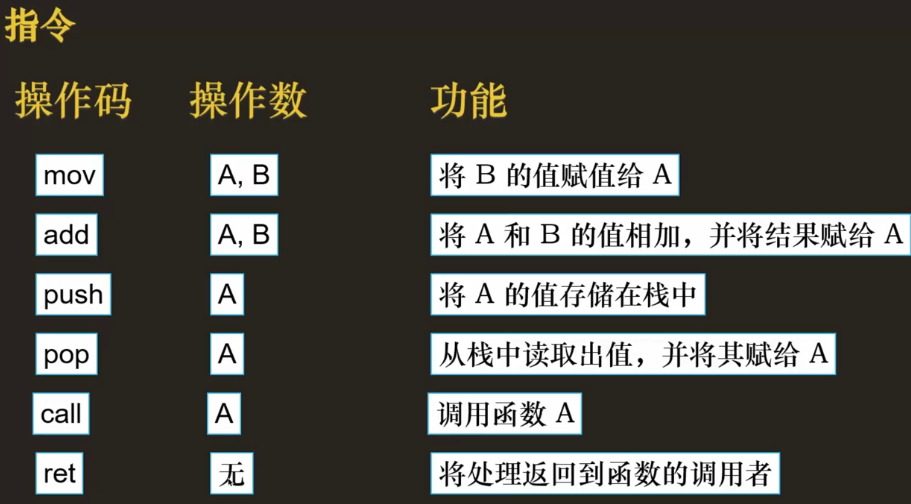 指令
操作码 操作数 功能
mov A, B 将 B 的值赋值给 A
add A, B 将 A 和 B 的值相加，并将结果赋给 A
push A 将 A 的值存储在栈中
pop A 从栈中读取出值，并将其赋给 A
call A 调用函数 A
ret 无 将处理返回到函数的调用者